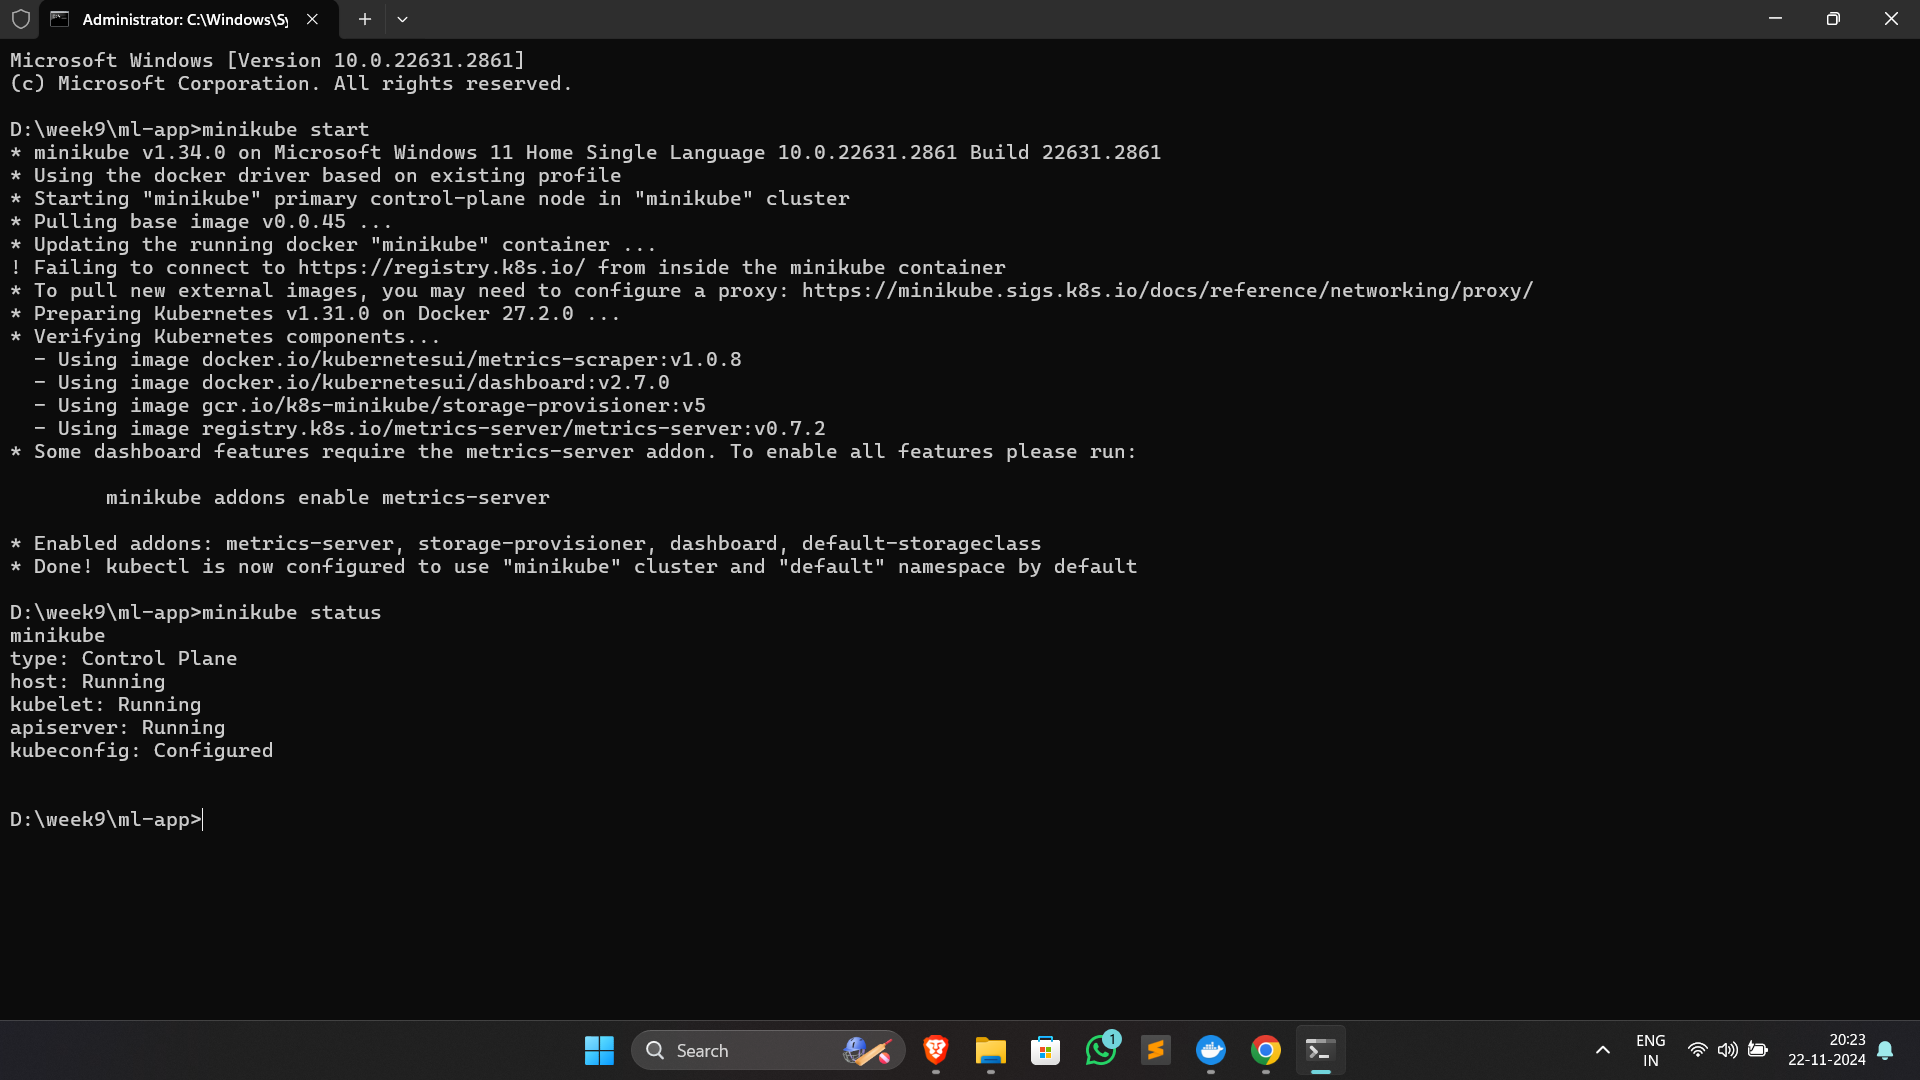 Administrator: C:\Windows\Sy
Microsoft Windows [Version 10.0.22631.2861]
(c) Microsoft Corporation. All rights reserved.
D:\week9\ml-app>minikube start
* minikube v1.34.0 on Microsoft Windows 11 Home Single Language 10.0.22631.2861 Build 22631.2861
* Using the docker driver based on existing profile
* Starting "minikube" primary control-plane node in "minikube" cluster
* Pulling base image v0.0.45 ...
* Updating the running docker "minikube" container ...
! Failing to connect to https://registry.k8s.io/ from inside the minikube container
* To pull new external images, you may need to configure a proxy: https://minikube.sigs.k8s.io/docs/reference/networking/proxy/
* Preparing Kubernetes v1.31.0 on Docker 27.2.0 ...
* Verifying Kubernetes components...
  - Using image docker.io/kubernetesui/metrics-scraper:v1.0.8
  - Using image docker.io/kubernetesui/dashboard:v2.7.0
  - Using image gcr.io/k8s-minikube/storage-provisioner:v5
  - Using image registry.k8s.io/metrics-server/metrics-server:v0.7.2
* Some dashboard features require the metrics-server addon. To enable all features please run:
        minikube addons enable metrics-server
* Enabled addons: metrics-server, storage-provisioner, dashboard, default-storageclass
* Done! kubectl is now configured to use "minikube" cluster and "default" namespace by default
D:\week9\ml-app>minikube status
minikube
type: Control Plane
host: Running
kubelet: Running
apiserver: Running
kubeconfig: Configured
D:\week9\ml-app>
Search
1
ENG
IN
20:23
22-11-2024